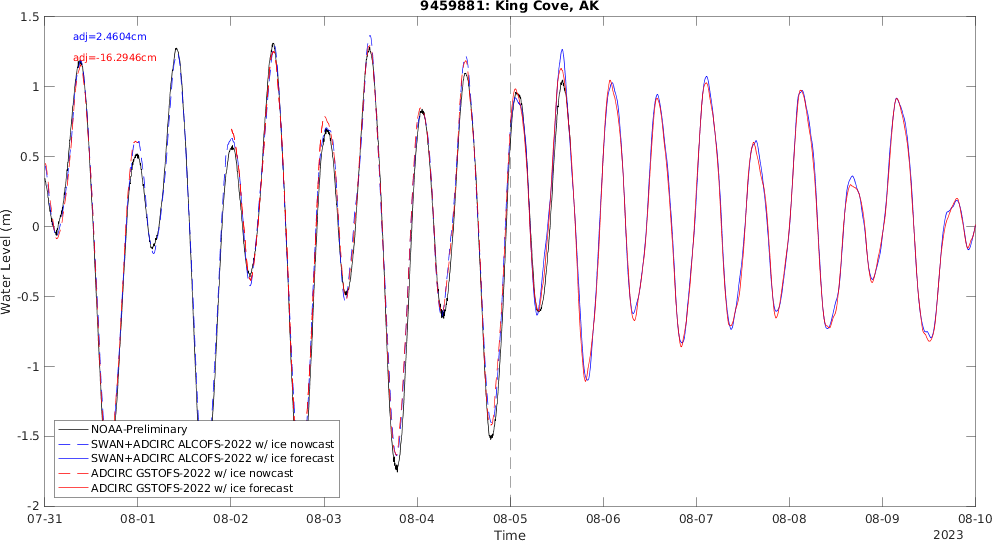 9459881: King Cove, AK
adj=2.4604cm
adj=-16.2946cm
Water Level (m)
1.5
1
0.5
0
-0.5
-1
-1.5
-2
NOAA-Preliminary
SWAN+ADCIRC ALCOFS-2022 w/ ice nowcast
SWAN+ADCIRC ALCOFS-2022 w/ ice forecast
ADCIRC GSTOFS-2022 w/ ice nowcast
ADCIRC GSTOFS-2022 w/ ice forecast
07-31 08-01 08-02 08-03 08-04 08-05 08-06 08-07 08-08 08-09 08-10
Time
2023